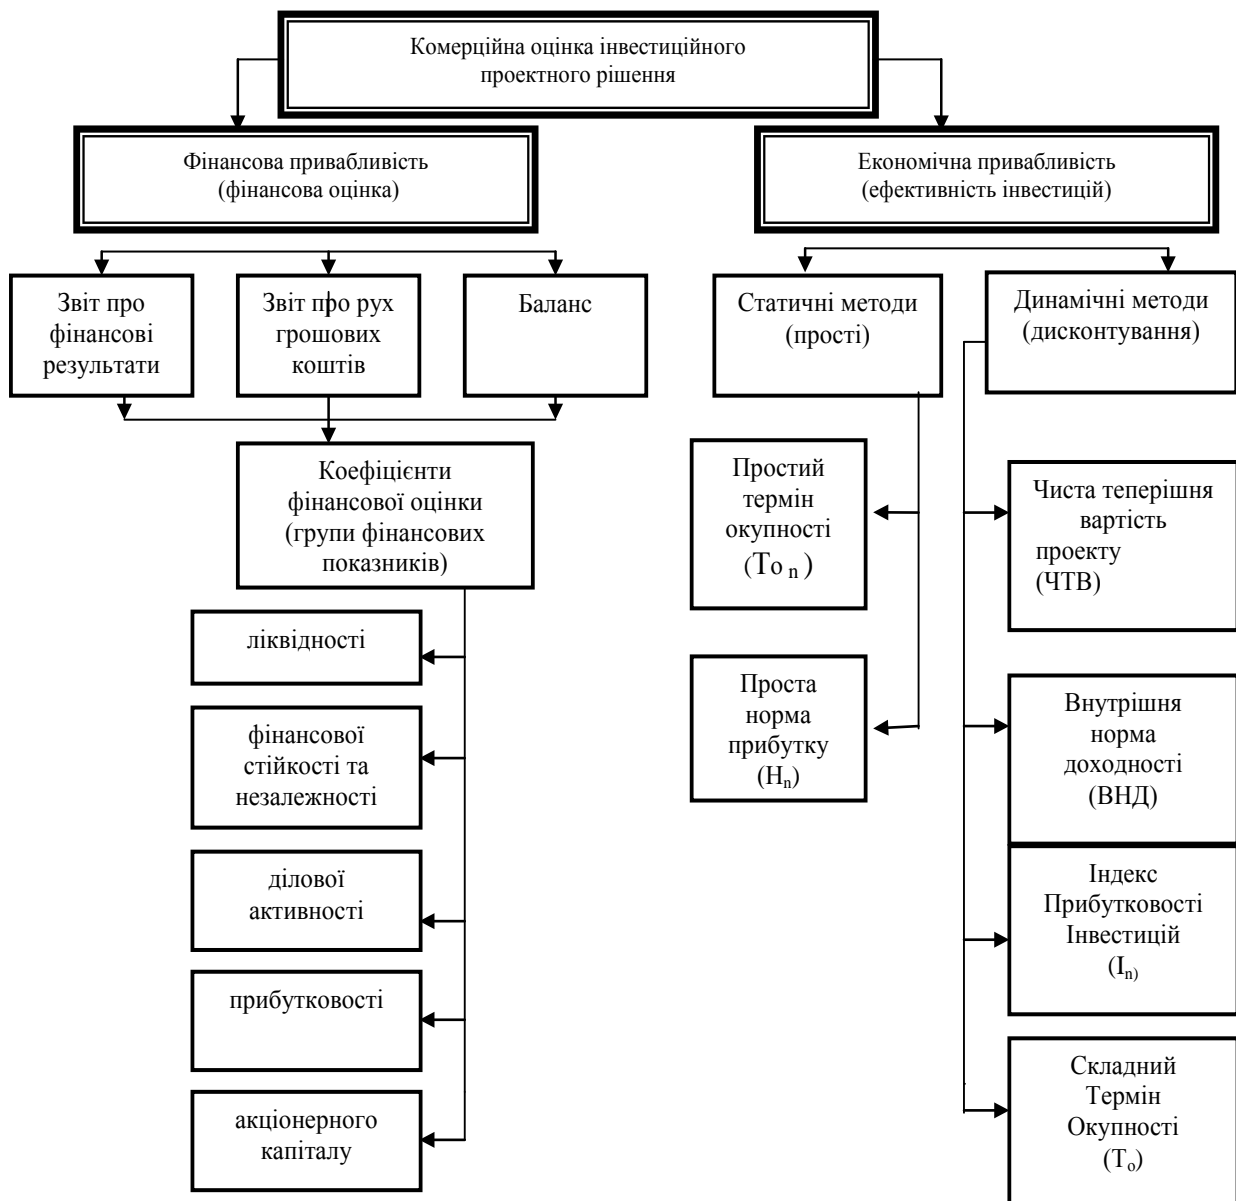 Комерційна оцінка інвестиційного
проектного рішення
Фінансова привабливість
(фінансова оцінка)
Економічна привабливість
(ефективність інвестицій)
Звіт про
фінансові
результати
Звіт про рух
грошових
коштів
Баланс
Статичні методи
(прості)
Динамічні методи
(дисконтування)
Коефіцієнти
фінансової оцінки
(групи фінансових
показників)
ліквідності
фінансової
стійкості та
незалежності
ділової
активності
прибутковості
акціонерного
капіталу
Простий
термін
окупності
(То n )
Проста
норма
прибутку
(Нn)
Чиста теперішня
вартість
проекту
(ЧТВ)
Внутрішня
норма
доходності
(ВНД)
Індекс
Прибутковості
Інвестицій
(Іn)
Складний
Термін
Окупності
(То)